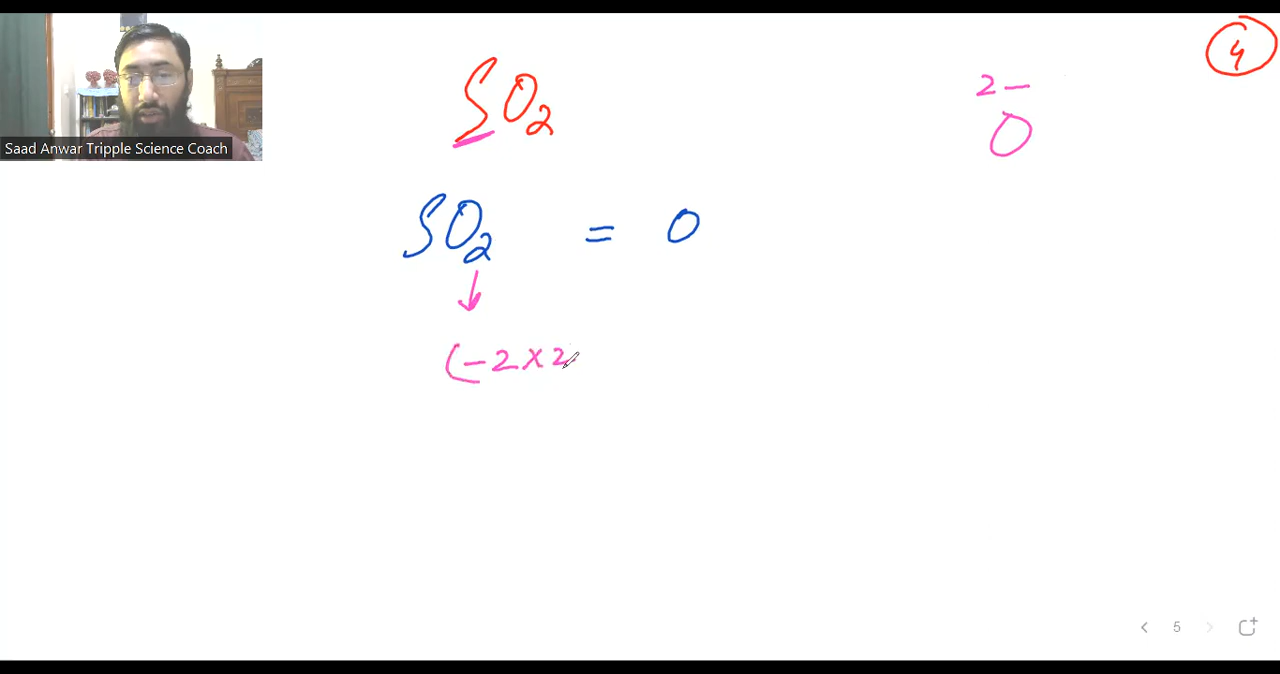 4
SO2
2-
O
Saad Anwar Tripple Science Coach
SO2 = 0
↓
(-2×2
5